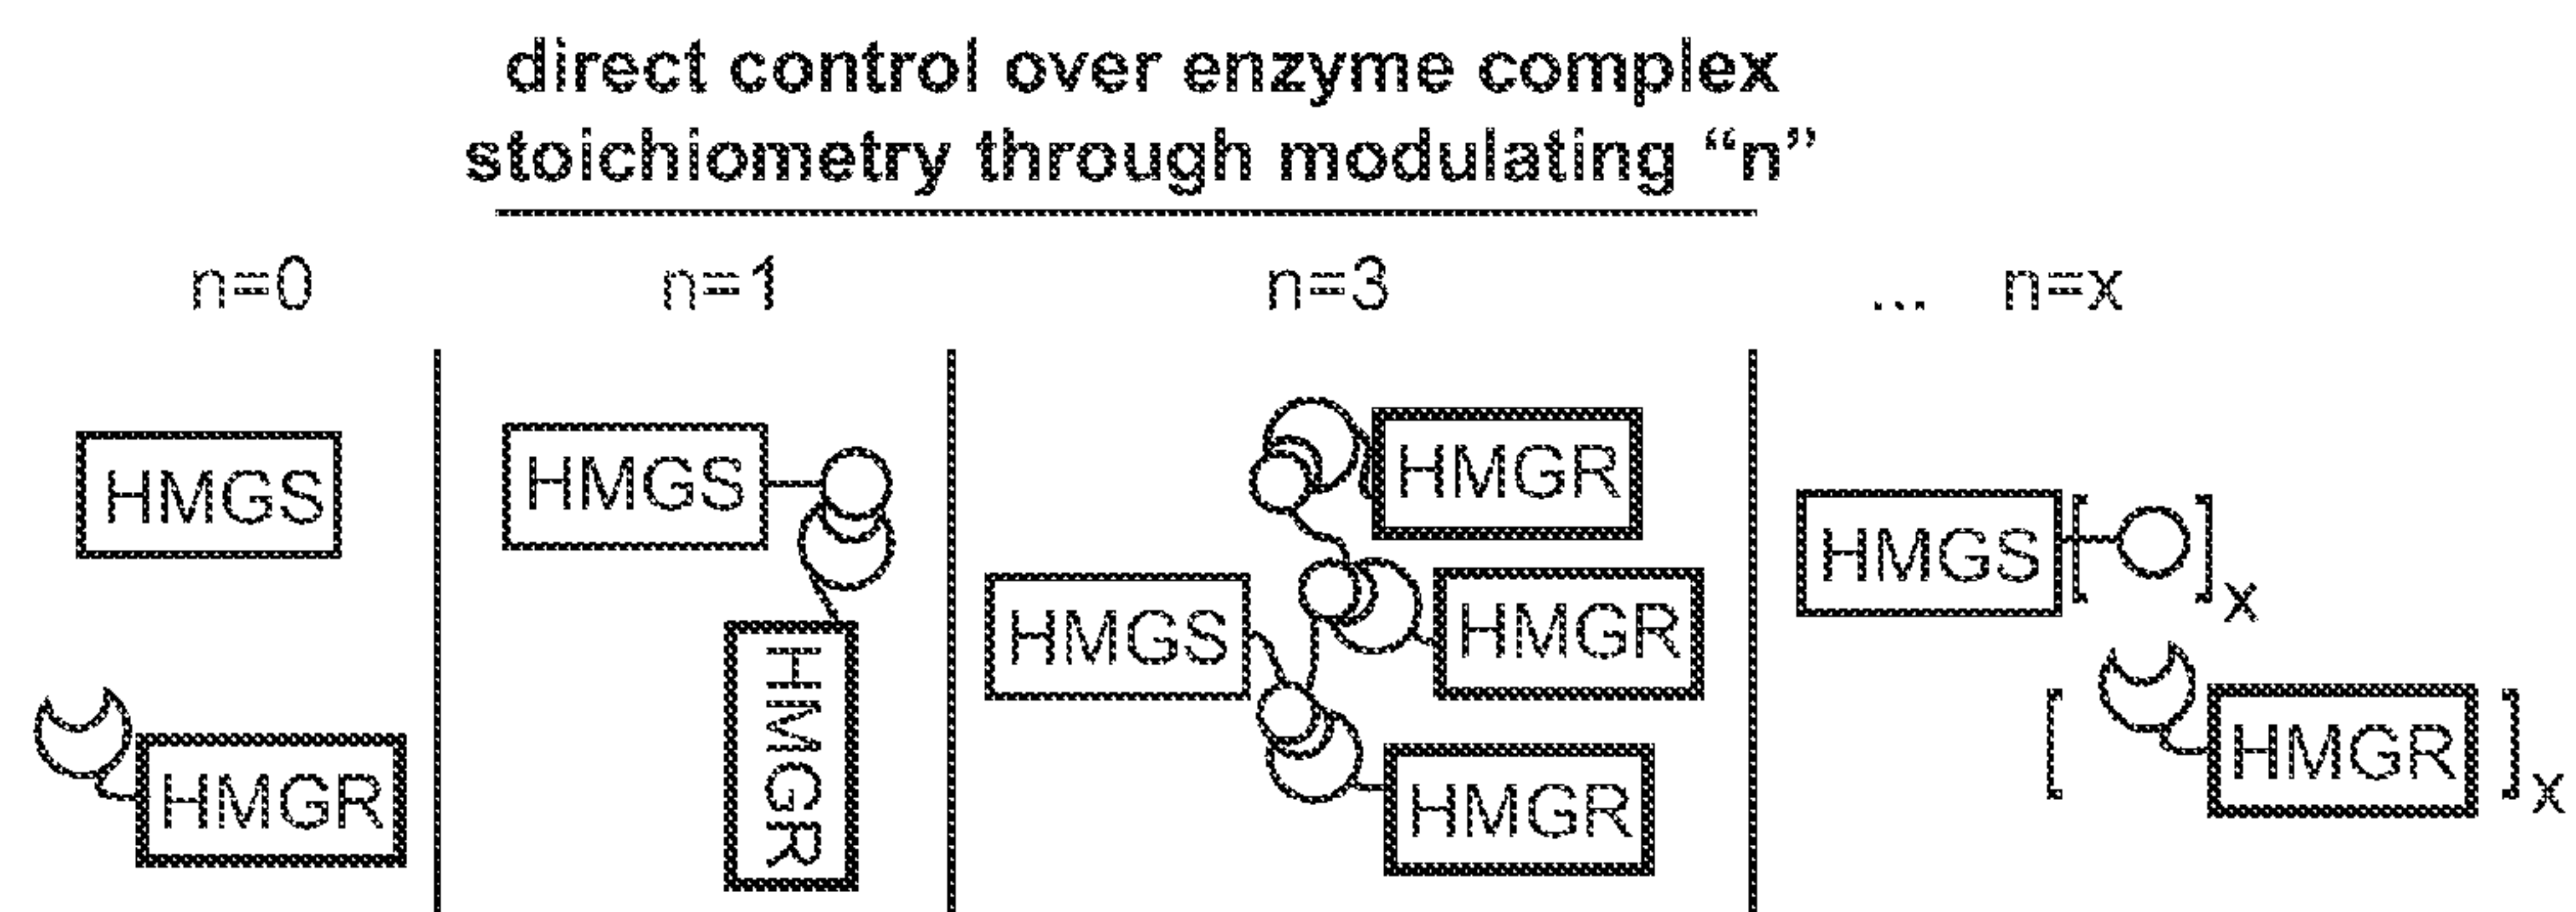 direct control over enzyme complex
stoichiometry through modulating “n”
n=0
n=1
n=3
... n=x
HMGS
HMGR
HMGS
HMGR
HMGR
HMGS
HMGR
HMGR
HMGS
x
HMGR
x